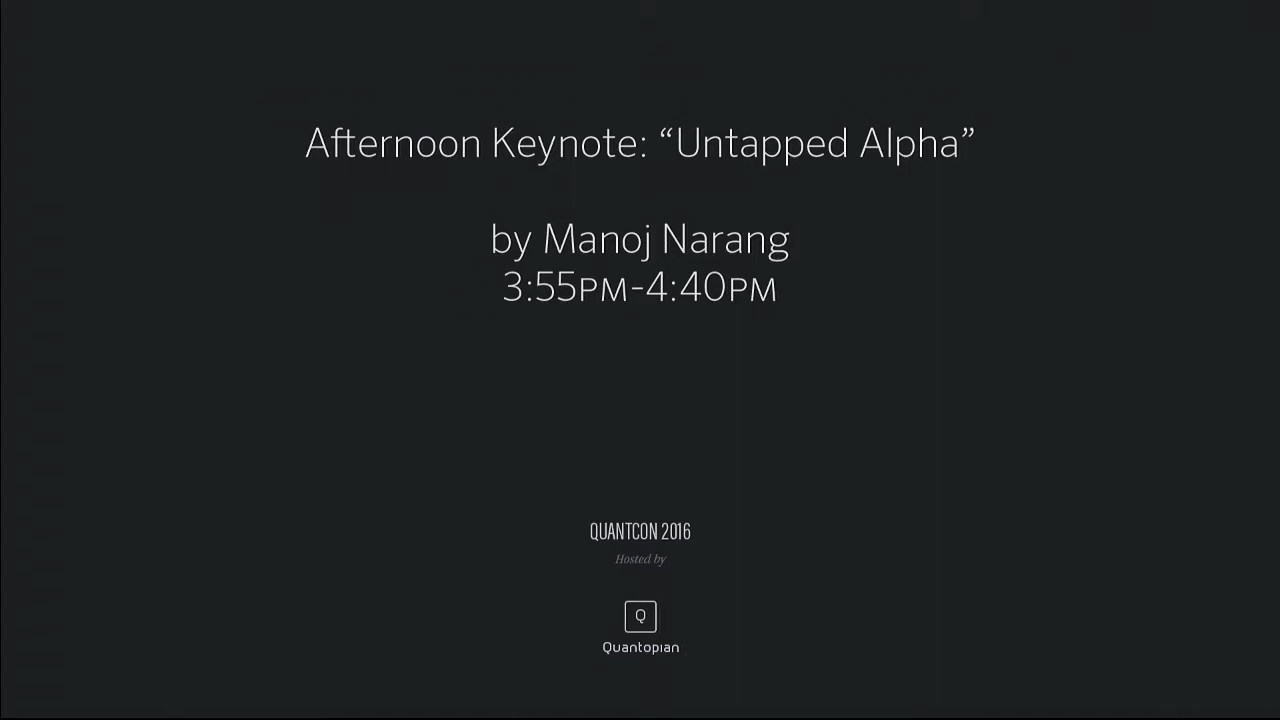 Afternoon Keynote: “Untapped Alpha”
by Manoj Narang
3:55PM-4:40PM
QUANTCON 2016
Hosted by
Q
Quantopian